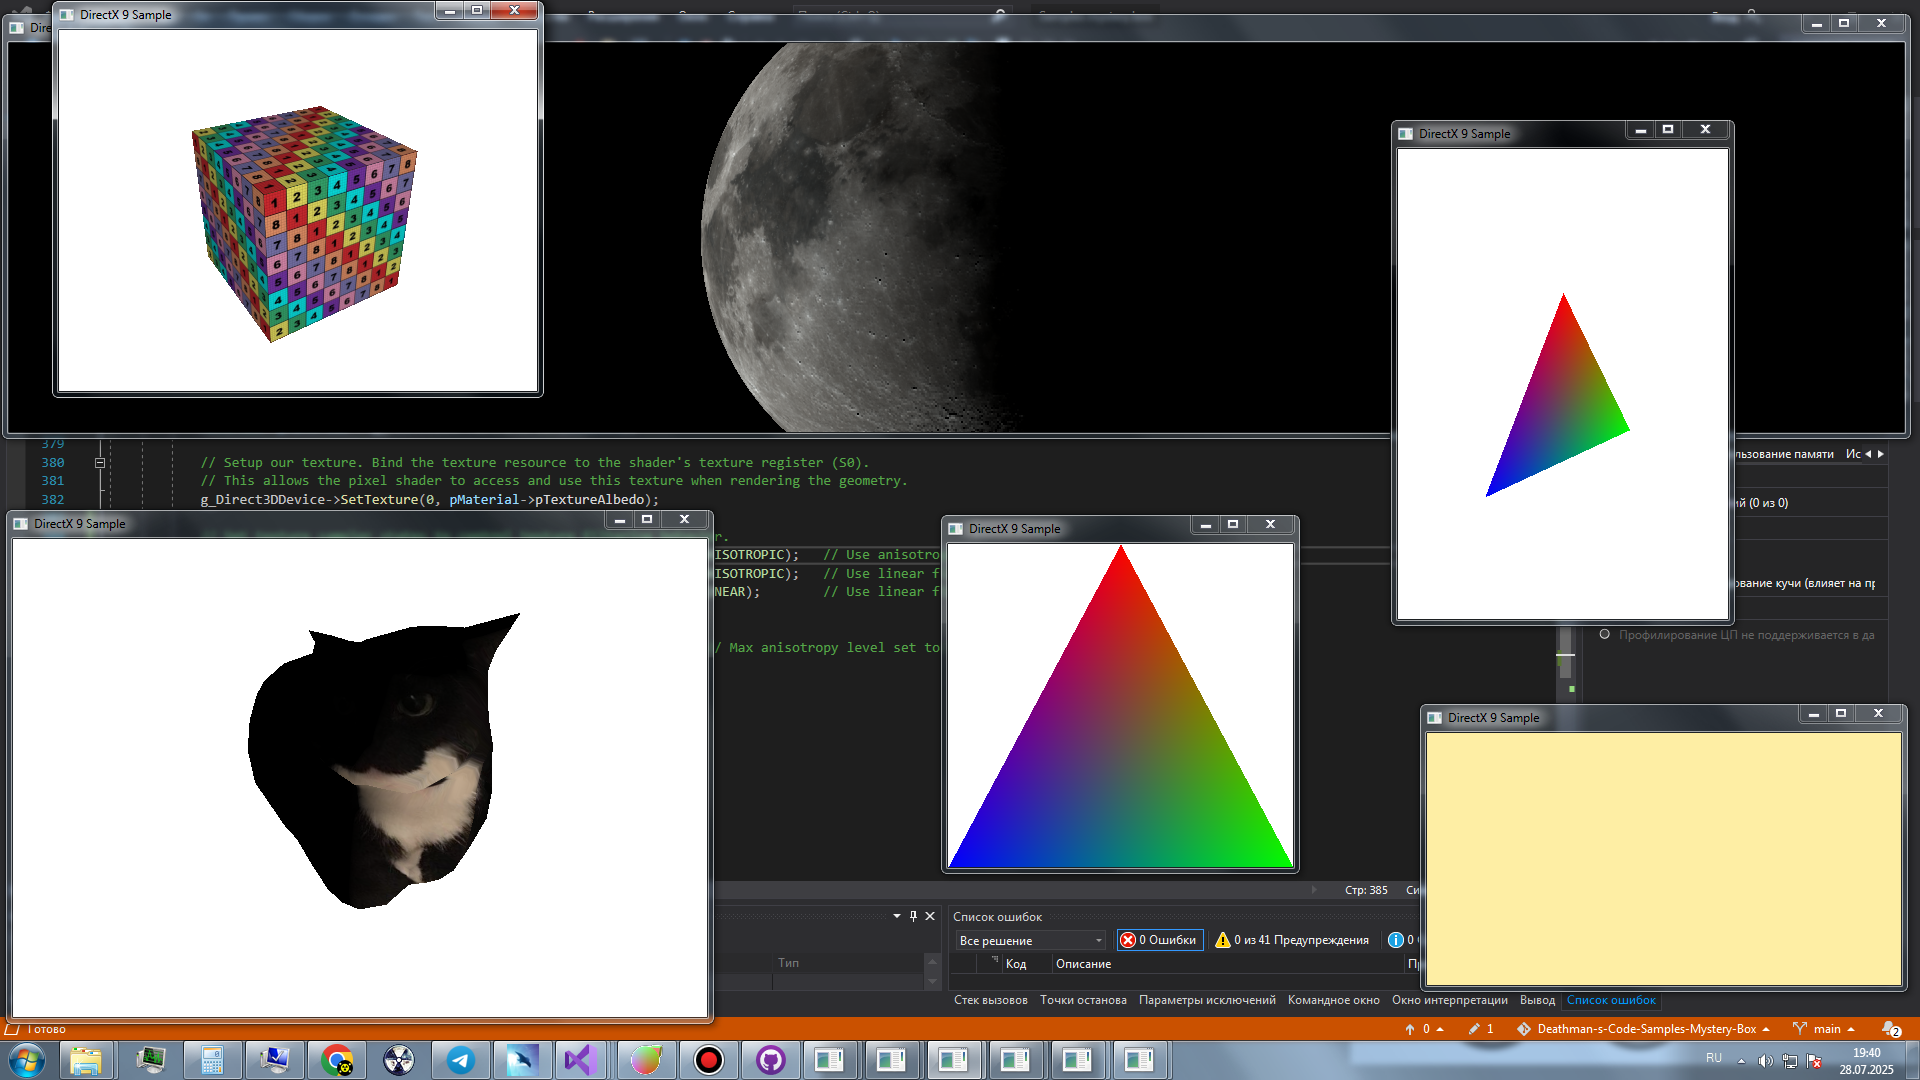 DirectX 9 Sample
Dire
DirectX 9 Sample
379
380 // Setup our texture. Bind the texture resource to the shader's texture register (S0).
381 // This allows the pixel shader to access and use this texture when rendering the geometry.
382 g_Direct3DDevice->SetTexture(0, pMaterial->pTextureAlbedo);
льзование памяти Ис
ий (0 из 0)
DirectX 9 Sample
DirectX 9 Sample
r.
ISOTROPIC); // Use anisotro
ISOTROPIC); // Use linear f
NEAR); // Use linear f
/ Max anisotropy level set to
ование кучи (влияет на пр
Профилирование ЦП не поддерживается в да
DirectX 9 Sample
Стр: 385 Си
Список ошибок
Все решение 0 Ошибки 0 из 41 Предупреждения 0
Тип
Код Описание
Стек вызовов Точки останова Параметры исключений Командное окно Окно интерпретации Вывод Список ошибок
Готово 0 1 Deathman-s-Code-Samples-Mystery-Box main 2
RU 19:40
28.07.2025